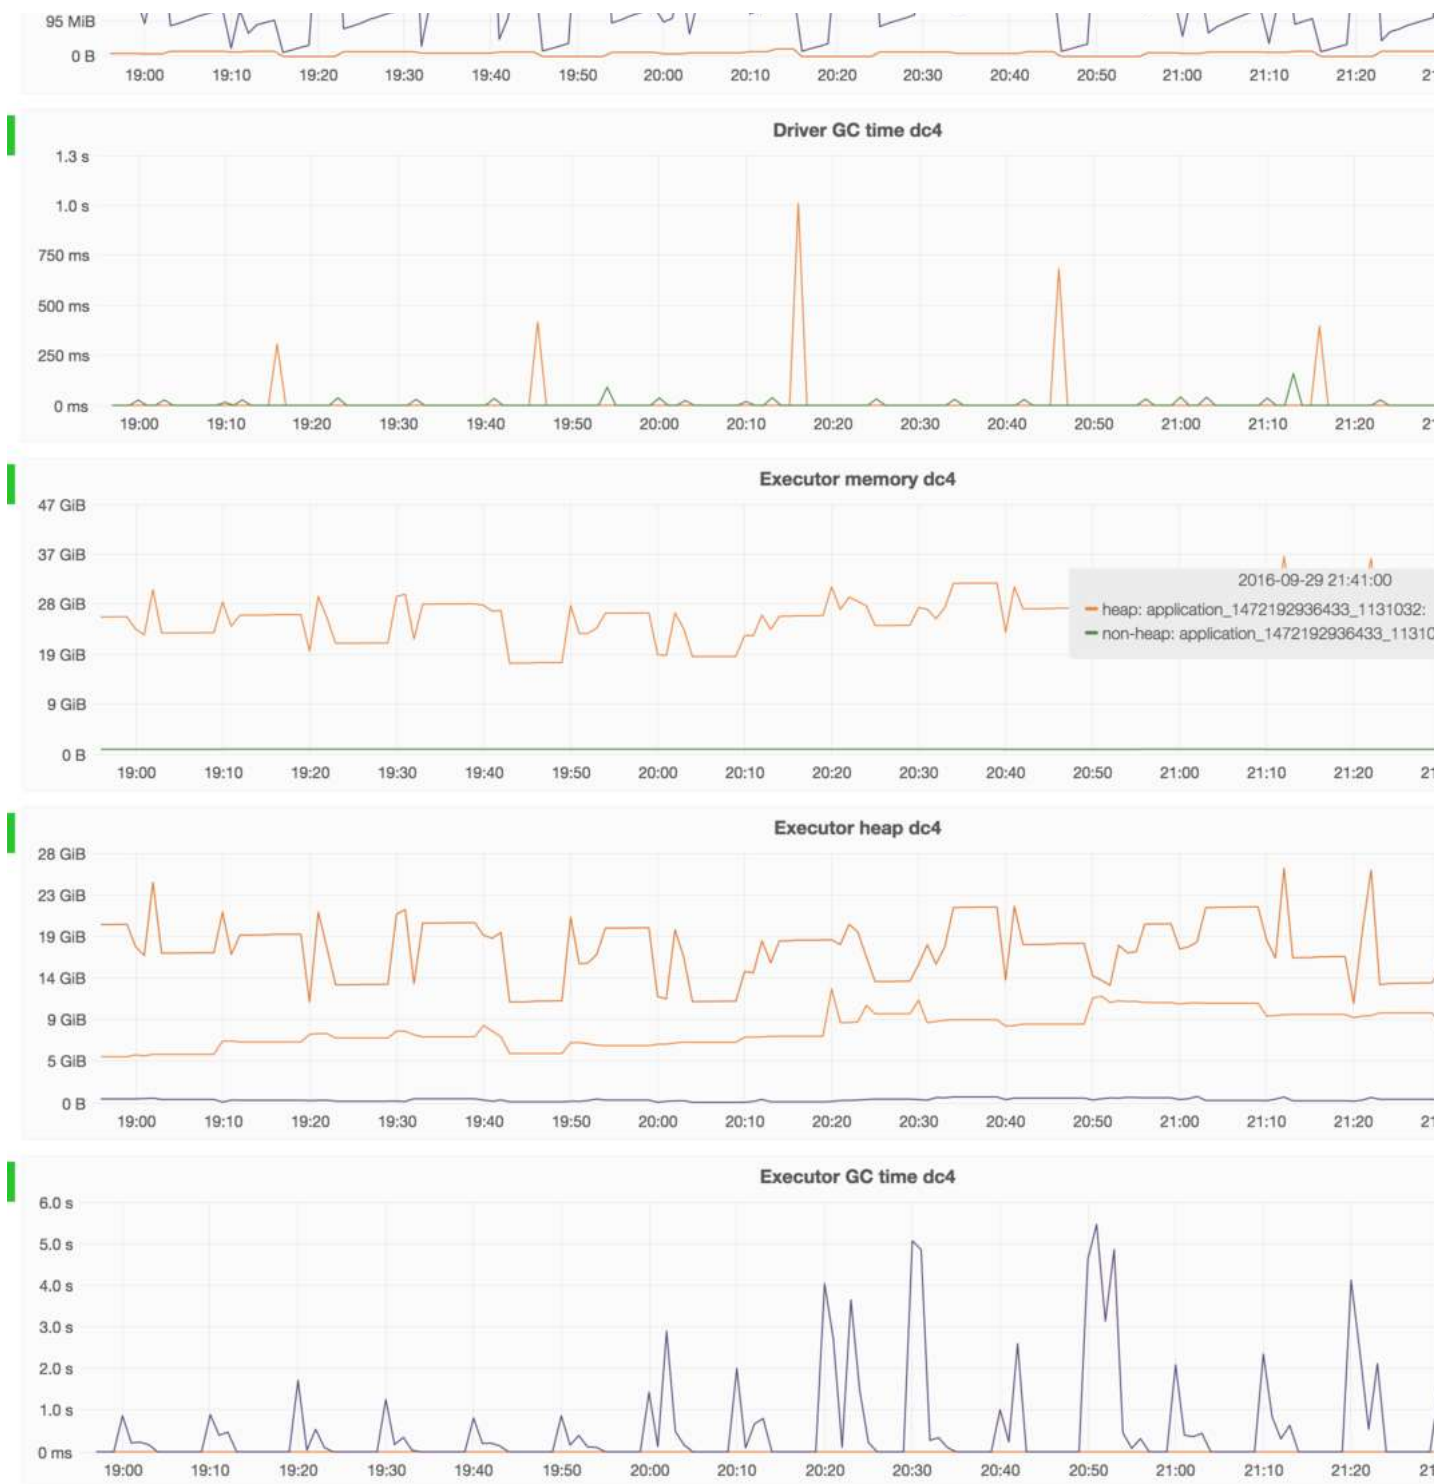 95 MiB
0 B
19:00 19:10 19:20 19:30 19:40 19:50 20:00 20:10 20:20 20:30 20:40 20:50 21:00 21:10 21:20 21
Driver GC time dc4
1.3 s
1.0 s
750 ms
500 ms
250 ms
0 ms
19:00 19:10 19:20 19:30 19:40 19:50 20:00 20:10 20:20 20:30 20:40 20:50 21:00 21:10 21:20 21
Executor memory dc4
47 GiB
37 GiB
28 GiB
19 GiB
9 GiB
0 B
2016-09-29 21:41:00
heap: application_1472192936433_1131032:
non-heap: application_1472192936433_11310
19:00 19:10 19:20 19:30 19:40 19:50 20:00 20:10 20:20 20:30 20:40 20:50 21:00 21:10 21:20 21
Executor heap dc4
28 GiB
23 GiB
19 GiB
14 GiB
9 GiB
5 GiB
0 B
19:00 19:10 19:20 19:30 19:40 19:50 20:00 20:10 20:20 20:30 20:40 20:50 21:00 21:10 21:20 21
Executor GC time dc4
6.0 s
5.0 s
4.0 s
3.0 s
2.0 s
1.0 s
0 ms
19:00 19:10 19:20 19:30 19:40 19:50 20:00 20:10 20:20 20:30 20:40 20:50 21:00 21:10 21:20 21